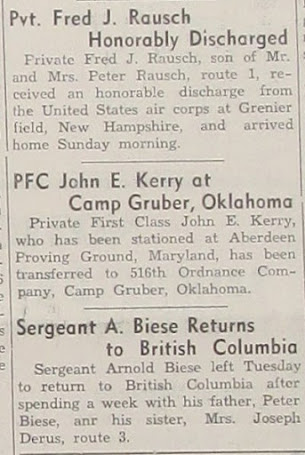 Pvt. Fred J. Rausch
Honorably Discharged
Private Fred J. Rausch, son of Mr.
and Mrs. Peter Rausch, route 1, re-
ceived an honorable discharge from
the United States air corps at Grenier
field, New Hampshire, and arrived
home Sunday morning.
PFC John E. Kerry at
Camp Gruber, Oklahoma
Private First Class John E. Kerry,
who has been stationed at Aberdeen
Proving Ground, Maryland, has been
transferred to 516th Ordnance Com-
pany, Camp Gruber, Oklahoma.
Sergeant A. Biese Returns
to British Columbia
Sergeant Arnold Biese left Tuesday
to return to British Columbia after
spending a week with his father, Peter
Biese, anr his sister, Mrs. Joseph
Derus, route 3.